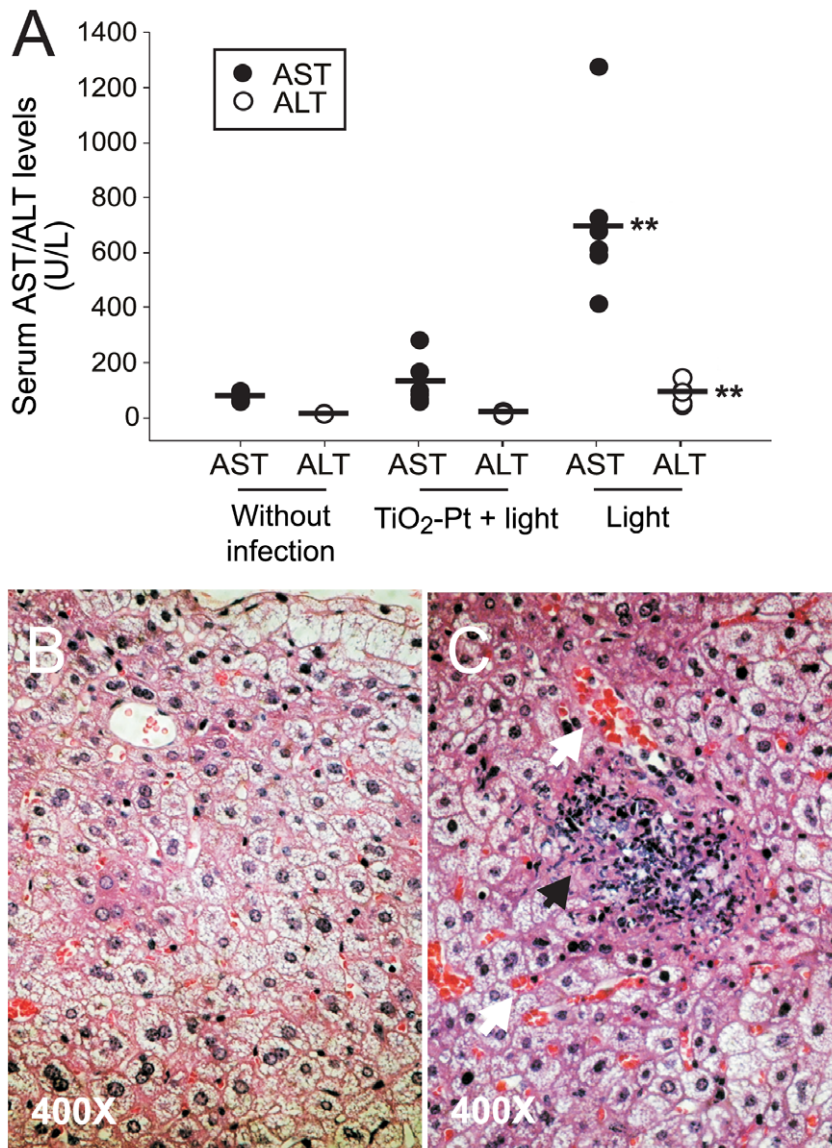 A
1400
1200
1000
800
600
400
200
0
Serum AST/ALT levels
(U/L)
AST
ALT
**
**
AST ALT AST ALT AST ALT
Without
infection
TiO2-Pt + light
Light
B
C
400X
400X